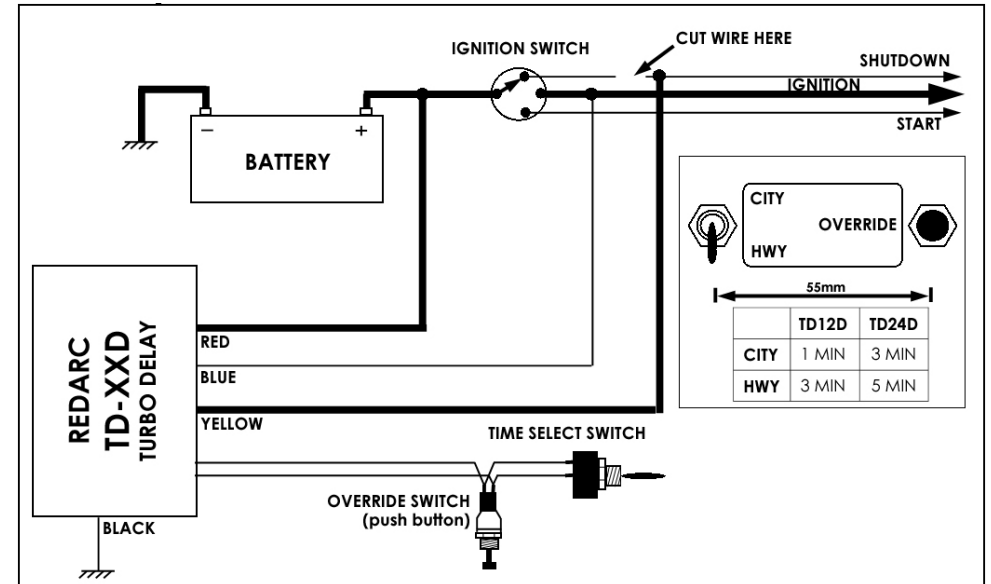 IGNITION SWITCH
CUT WIRE HERE
SHUTDOWN
IGNITION
START
− +
BATTERY
CITY
OVERRIDE
HWY
55mm
TD12D TD24D
CITY 1 MIN 3 MIN
HWY 3 MIN 5 MIN
REDARC
TD-XXD
TURBO DELAY
RED
BLUE
YELLOW
TIME SELECT SWITCH
OVERRIDE SWITCH
(push button)
BLACK